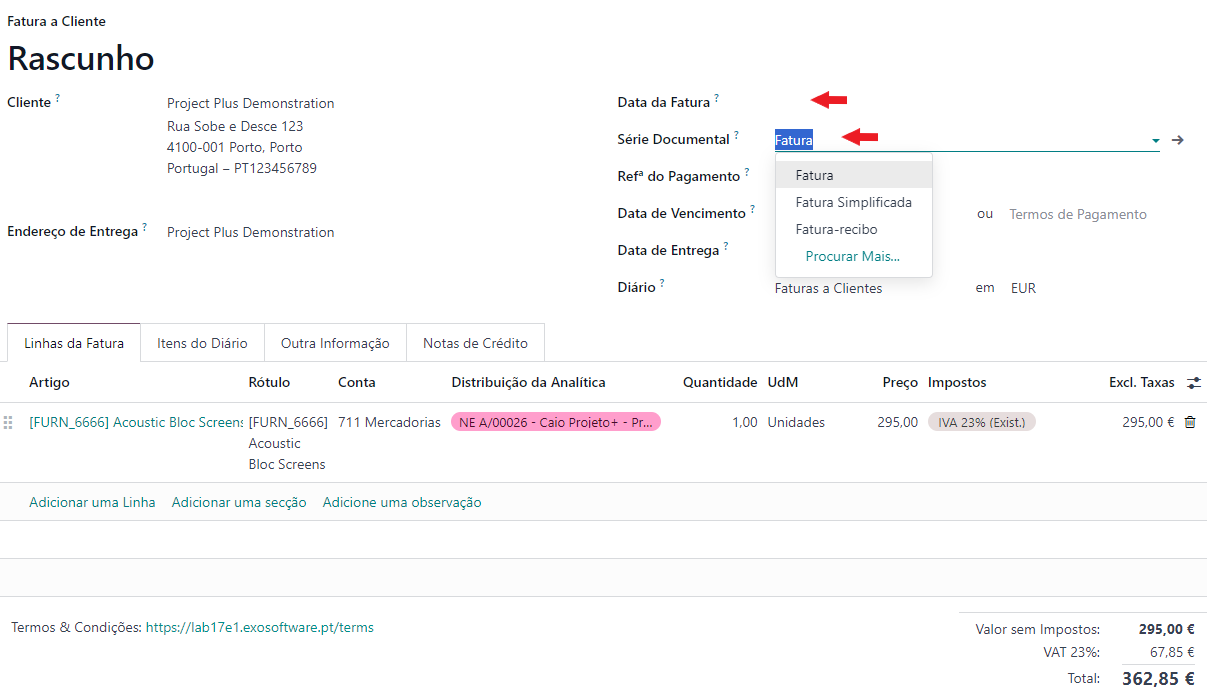 Fatura a Cliente
Rascunho
Cliente ?
Project Plus Demonstration
Rua Sobe e Desce 123
4100-001 Porto, Porto
Portugal – PT123456789
Endereço de Entrega ?
Project Plus Demonstration
Data da Fatura ?
Série Documental ?
Fatura
Fatura
Fatura Simplificada
Fatura-recibo
Procurar Mais...
Refª do Pagamento ?
Data de Vencimento ?
ou Termos de Pagamento
Data de Entrega ?
Diário ?
Faturas a Clientes em EUR
Linhas da Fatura Itens do Diário Outra Informação Notas de Crédito
Artigo Rótulo Conta Distribuição da Analítica Quantidade UdM Preço Impostos Excl. Taxas
[FURN_6666] Acoustic Bloc Screens [FURN_6666] 711 Mercadorias NE A/00026 - Caio Projeto+ - Pr... 1,00 Unidades 295,00 IVA 23% (Exist.) 295,00 €
Acoustic
Bloc Screens
Adicionar uma Linha Adicionar uma secção Adicione uma observação
Termos & Condições: https://lab17e1.exosoftware.pt/terms
Valor sem Impostos: 295,00 €
VAT 23%: 67,85 €
Total: 362,85 €